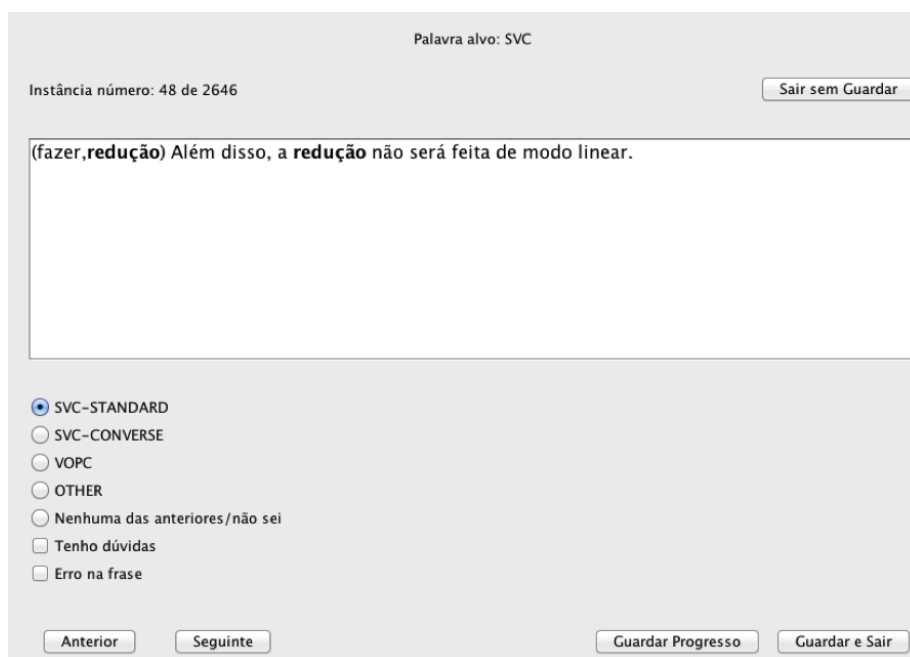 Palavra alvo: SVC
Instância número: 48 de 2646
Sair sem Guardar
(fazer,redução) Além disso, a redução não será feita de modo linear.
SVC-STANDARD
SVC-CONVERSE
VOPC
OTHER
Nenhuma das anteriores/não sei
Tenho dúvidas
Erro na frase
Anterior
Seguinte
Guardar Progresso
Guardar e Sair